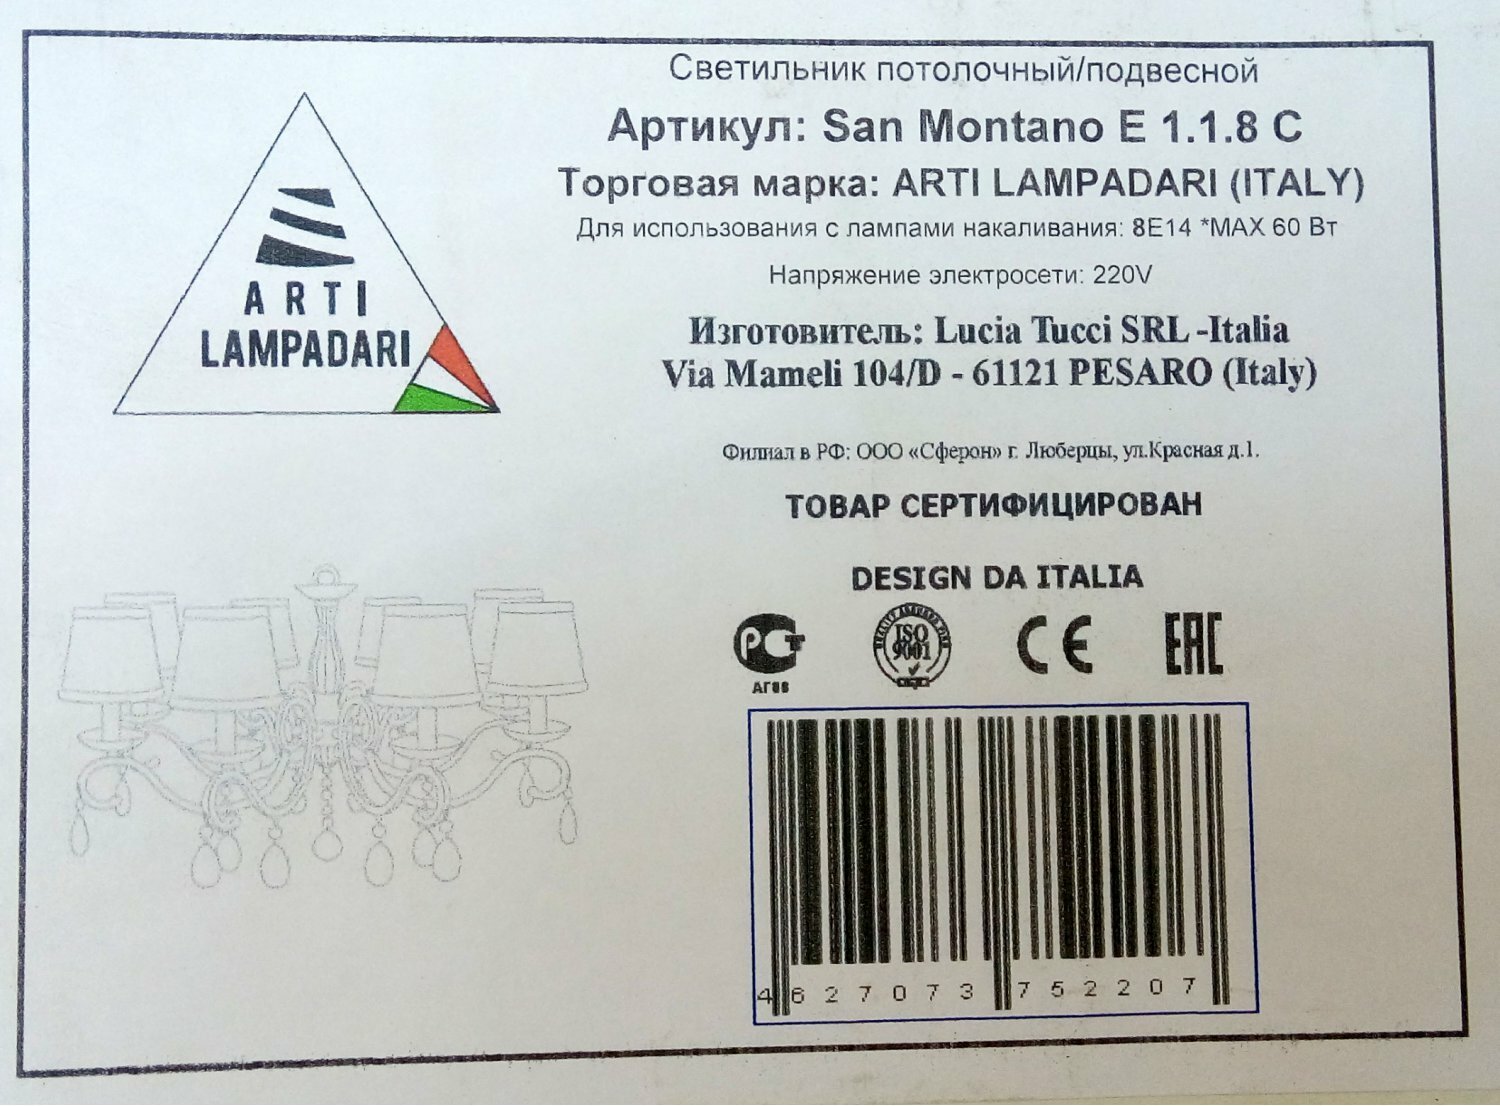 Светильник потолочный/подвесной
Артикул: San Montano E 1.1.8 C
Торговая марка: ARTI LAMPADARI (ITALY)
Для использования с лампами накаливания: 8E14 *MAX 60 Вт
Напряжение электросети: 220V
Изготовитель: Lucia Tucci SRL -Italia
Via Mameli 104/D - 61121 PESARO (Italy)
Филиал в РФ: ООО «Сферон» г. Люберцы, ул.Красная д.1.
ТОВАР СЕРТИФИЦИРОВАН
DESIGN DA ITALIA
ARTI
LAMPADARI
РСТ
АГ88
ISO
9001
CE
EAC
4 627073 752207